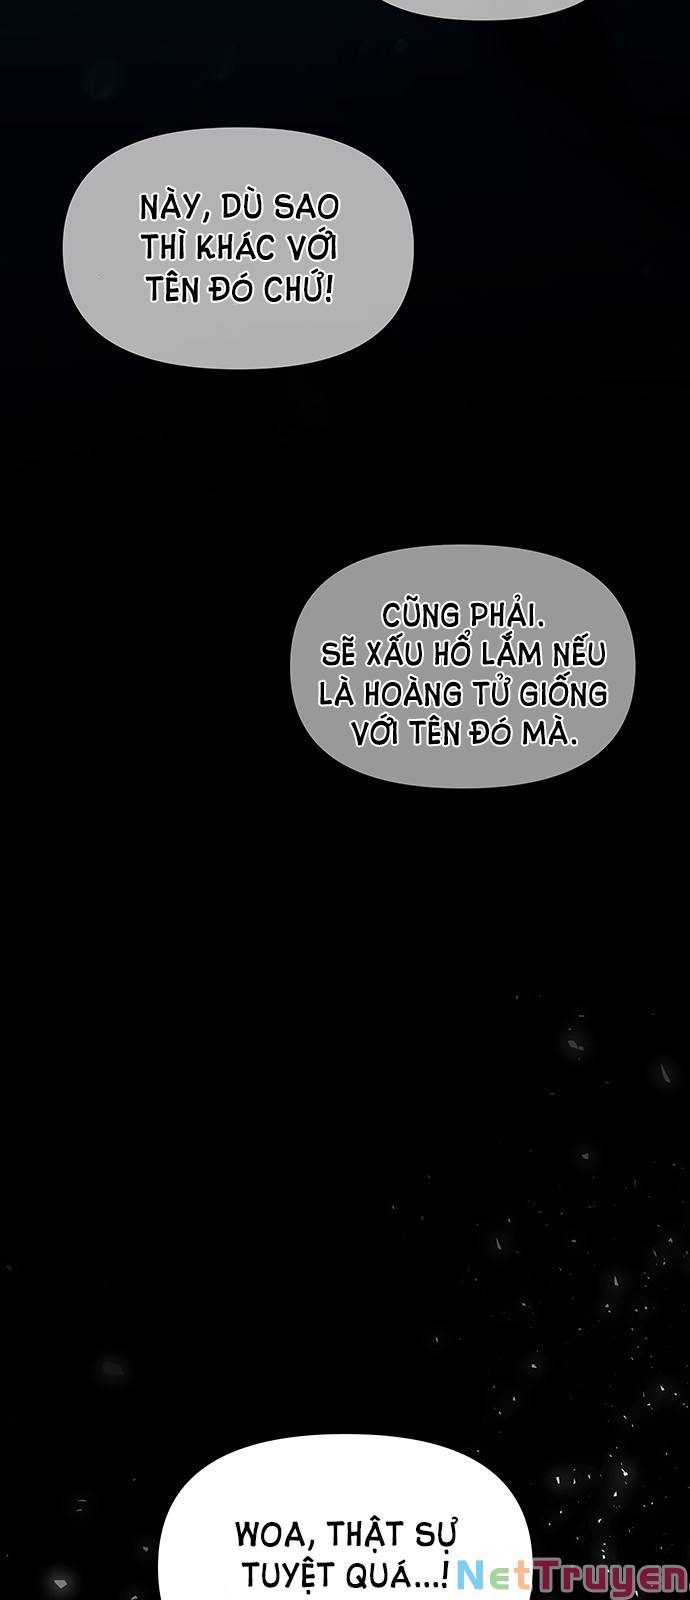 NÀY, DÙ SAO
THÌ KHÁC VỚI
TÊN ĐÓ CHỨ!
CŨNG PHẢI.
SẼ XẤU HỔ LẮM NẾU
LÀ HOÀNG TỬ GIỐNG
VỚI TÊN ĐÓ MÀ.
WOA, THẬT SỰ
TUYỆT QUÁ...!
NetTruyen